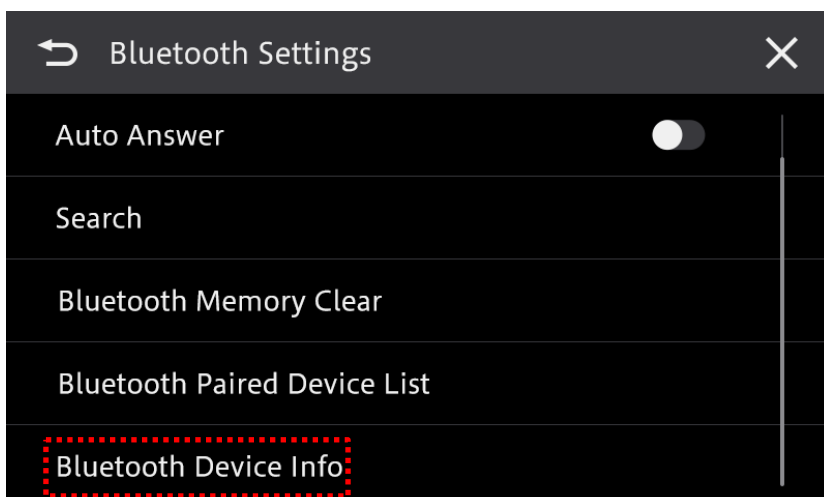 Bluetooth Settings
Auto Answer
Search
Bluetooth Memory Clear
Bluetooth Paired Device List
Bluetooth Device Info